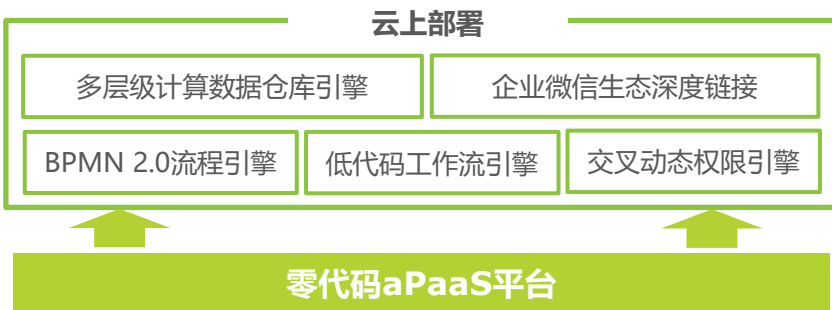 云上部署
多层级计算数据仓库引擎
企业微信生态深度链接
BPMN 2.0流程引擎
低代码工作流引擎
交叉动态权限引擎
零代码aPaaS平台